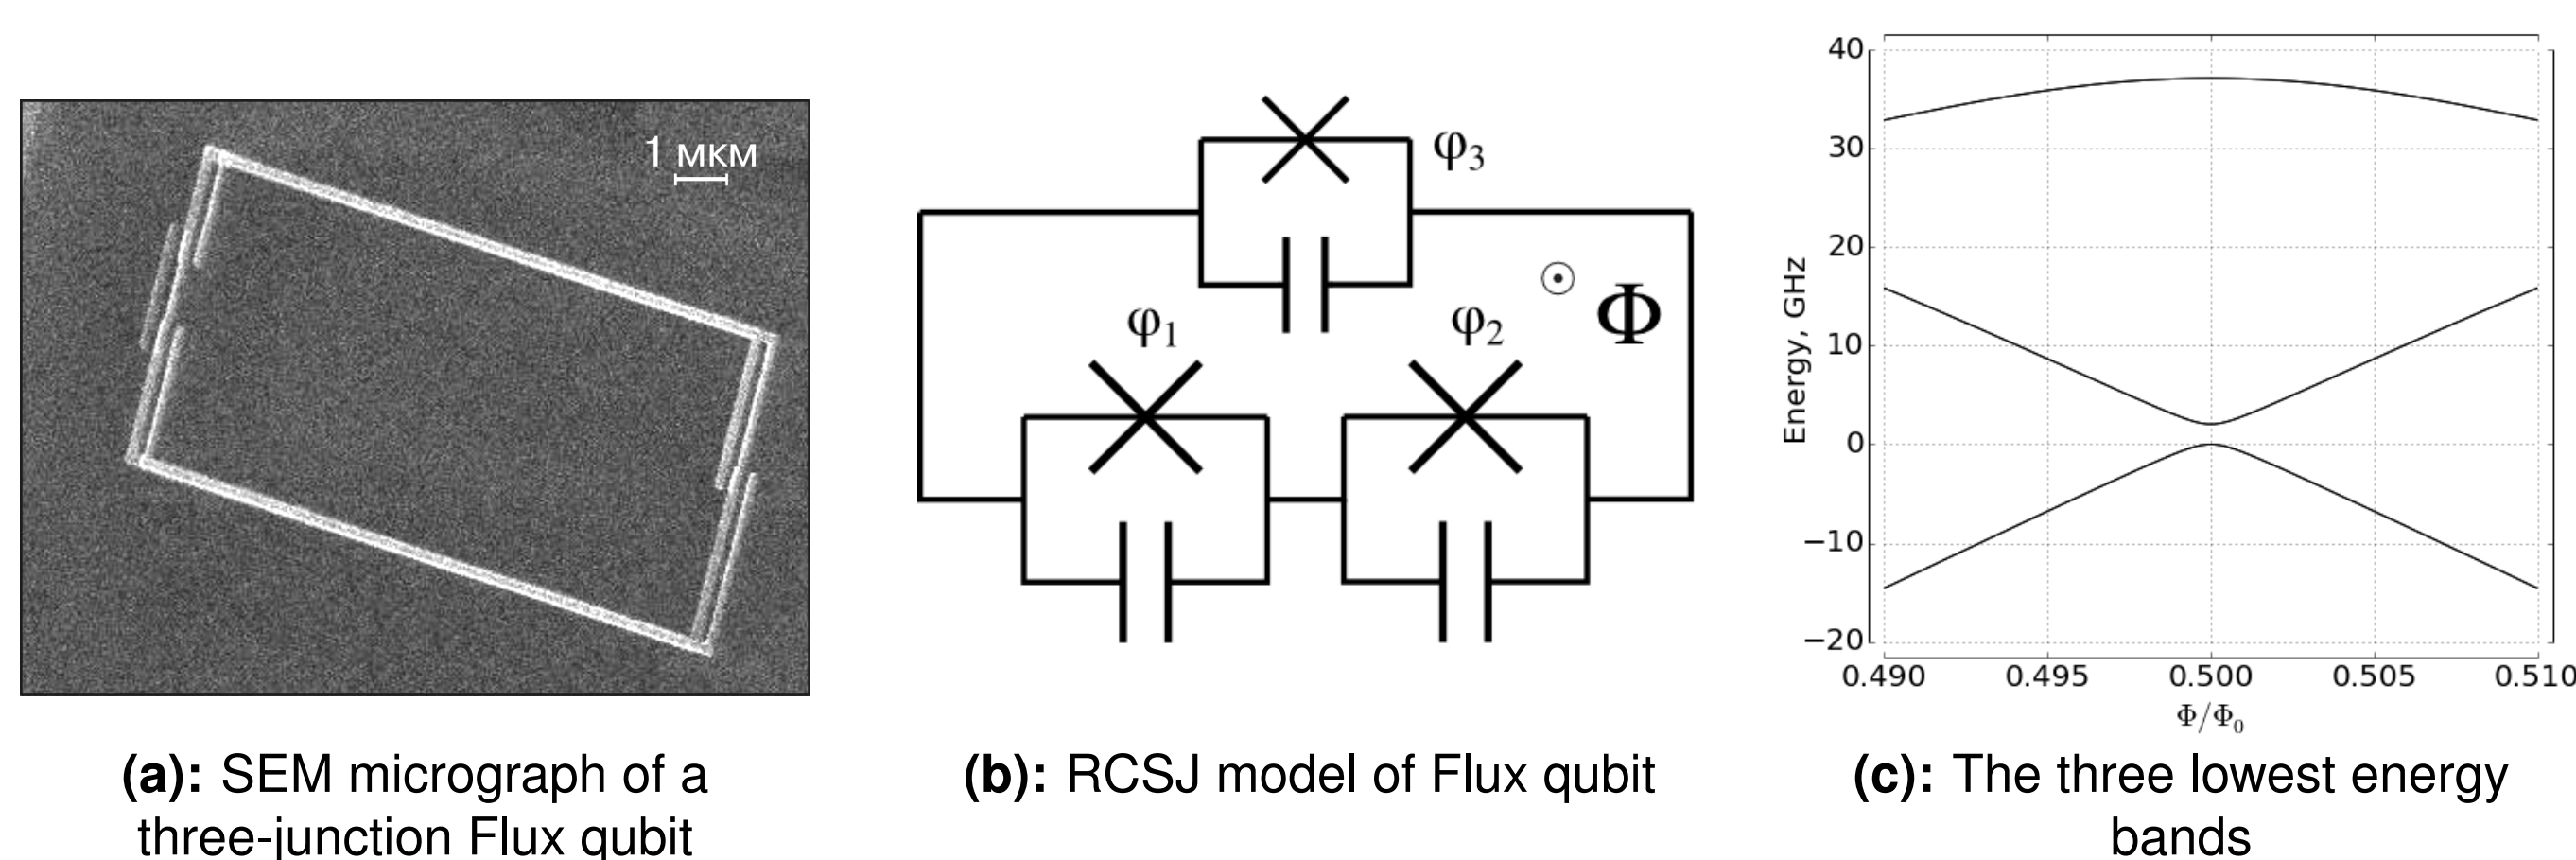 1 мкм
φ3
φ1
φ2
Φ
Energy, GHz
40
30
20
10
0
−10
−20
0.490 0.495 0.500 0.505 0.510
Φ/Φ0
(a): SEM micrograph of a
three-junction Flux qubit
(b): RCSJ model of Flux qubit
(c): The three lowest energy
bands